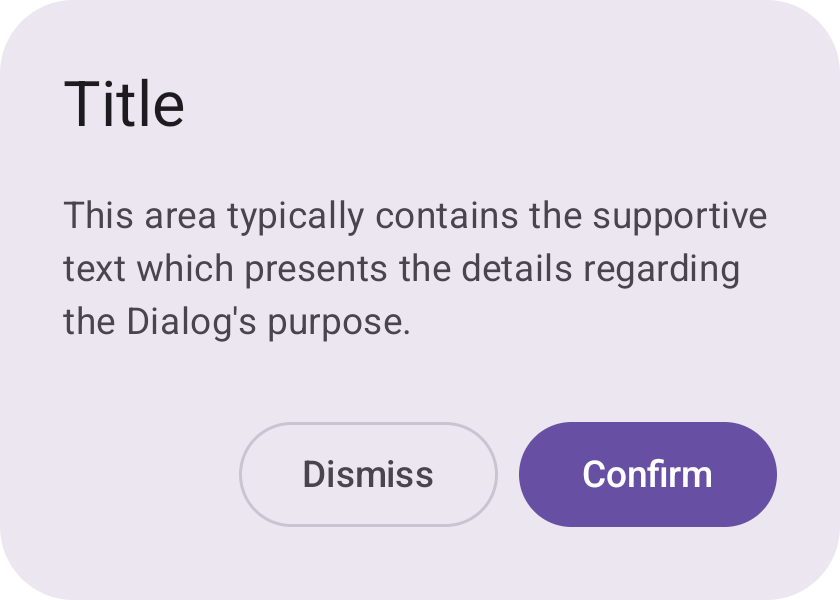 Title
This area typically contains the supportive
text which presents the details regarding
the Dialog's purpose.
Dismiss
Confirm